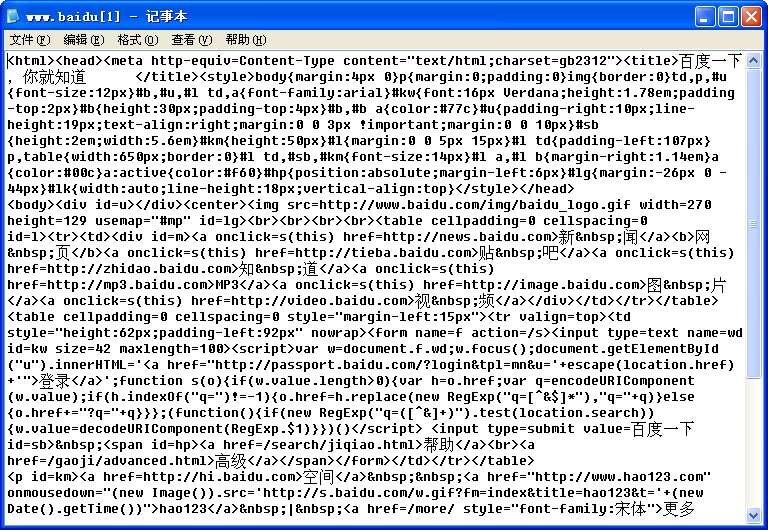 www.baidu[1] - 记事本
文件(F) 编辑(E) 格式(O) 查看(V) 帮助(H)
<html><head><meta http-equiv=Content-Type content="text/html;charset=gb2312"><title>百度一下
，你就知道      </title><style>body{margin:4px 0}p{margin:0;padding:0}img{border:0}td,p,#u
{font-size:12px}#b,#u,#l td,a{font-family:arial}#kw{font:16px Verdana;height:1.78em;padding
-top:2px}#b{height:30px;padding-top:4px}#b,#b a{color:#77c}#u{padding-right:10px;line-
height:19px;text-align:right;margin:0 0 3px !important;margin:0 0 10px}#sb
{height:2em;width:5.6em}#km{height:50px}#l{margin:0 0 5px 15px}#l td{padding-left:107px}
p,table{width:650px;border:0}#l td,#sb,#km{font-size:14px}#l a,#l b{margin-right:1.14em}a
{color:#00c}a:active{color:#f60}#hp{position:absolute;margin-left:6px}#lg{margin:-26px 0 -
44px}#lk{width:auto;line-height:18px;vertical-align:top}</style></head>
<body><div id=u></div><center><img src=http://www.baidu.com/img/baidu_logo.gif width=270
height=129 usemap="#mp" id=lg><br><br><br><br><table cellpadding=0 cellspacing=0
id=l><tr><td><div id=m><a onclick=s(this) href=http://news.baidu.com>新&nbsp;闻</a><b>网
&nbsp;页</b><a onclick=s(this) href=http://tieba.baidu.com>贴&nbsp;吧</a><a onclick=s(this)
href=http://zhidao.baidu.com>知&nbsp;道</a><a onclick=s(this)
href=http://mp3.baidu.com>MP3</a><a onclick=s(this) href=http://image.baidu.com>图&nbsp;片
</a><a onclick=s(this) href=http://video.baidu.com>视&nbsp;频</a></div></td></tr></table>
<table cellpadding=0 cellspacing=0 style="margin-left:15px"><tr valign=top><td
style="height:62px;padding-left:92px" nowrap><form name=f action=/s><input type=text name=wd
id=kw size=42 maxlength=100><script>var w=document.f.wd;w.focus();document.getElementById
("u").innerHTML='<a href="http://passport.baidu.com/?login&tpl=mn&u='+escape(location.href)
+'">登录</a>';function s(o){if(w.value.length>0){var h=o.href;var q=encodeURIComponent
(w.value);if(h.indexOf("q=")!=-1){o.href=h.replace(new RegExp("q=[^&$]*"),"q="+q)}else
{o.href+="?q="+q}}};(function(){if(new RegExp("q=([^&]+)").test(location.search))
{w.value=decodeURIComponent(RegExp.$1)}})()</script> <input type=submit value=百度一下
id=sb>&nbsp;<span id=hp><a href=/search/jiqiao.html>帮助</a><br><a
href=/gaoji/advanced.html>高级</a></span></form></td></tr></table>
<p id=km><a href=http://hi.baidu.com>空间</a>&nbsp;&nbsp;<a href="http://www.hao123.com"
onmousedown="(new Image()).src='http://s.baidu.com/w.gif?fm=index&title=hao123&t='+(new
Date().getTime())">hao123</a>&nbsp;|&nbsp;<a href=/more/ style="font-family:宋体">更多